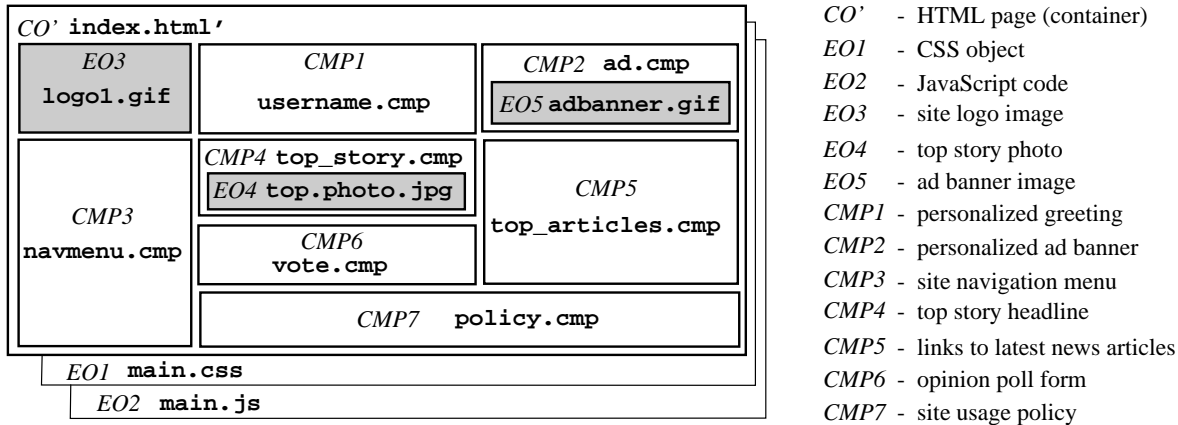 CO’ index.html’
EO3
logo1.gif
CMP1
username.cmp
CMP2 ad.cmp
EO5 adbanner.gif
CMP3
navmenu.cmp
CMP4 top_story.cmp
EO4 top.photo.jpg
CMP5
top_articles.cmp
CMP6
vote.cmp
CMP7 policy.cmp
EO1 main.css
EO2 main.js
CO’ - HTML page (container)
EO1 - CSS object
EO2 - JavaScript code
EO3 - site logo image
EO4 - top story photo
EO5 - ad banner image
CMP1 - personalized greeting
CMP2 - personalized ad banner
CMP3 - site navigation menu
CMP4 - top story headline
CMP5 - links to latest news articles
CMP6 - opinion poll form
CMP7 - site usage policy